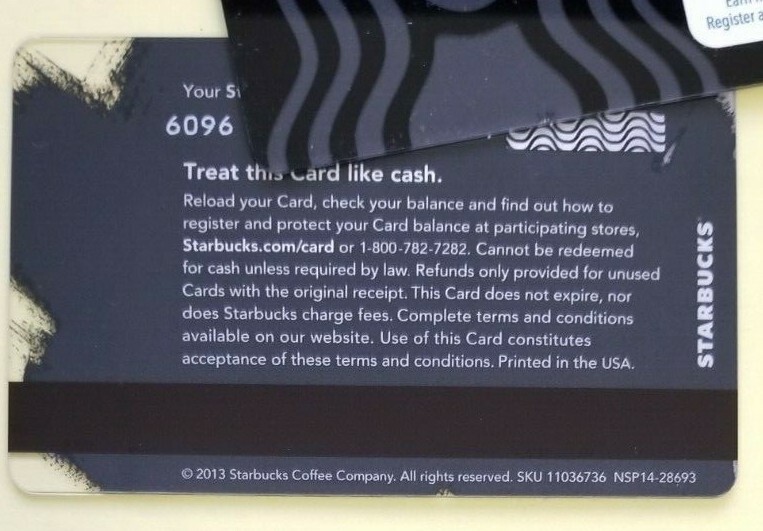 Register
Your
6096
Treat this Card like cash.
Reload your Card, check your balance and find out how to
register and protect your Card balance at participating stores,
Starbucks.com/card or 1-800-782-7282. Cannot be redeemed
for cash unless required by law. Refunds only provided for unused
Cards with the original receipt. This Card does not expire, nor
does Starbucks charge fees. Complete terms and conditions
available on our website. Use of this Card constitutes
acceptance of these terms and conditions. Printed in the USA.
STARBUCKS
© 2013 Starbucks Coffee Company. All rights reserved. SKU 11036736 NSP14-28693